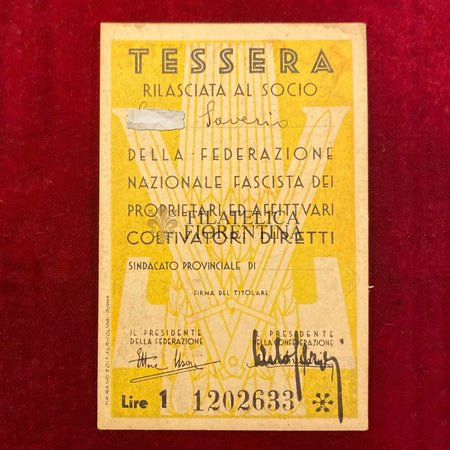 TESSERA
RILASCIATA AL SOCIO
Saverio
DELLA FEDERAZIONE
NAZIONALE FASCISTA DEI
PROPRIETARI ED AFFITTUARI
FILATELICA
FIORENTINA
COLTIVATORI DIRETTI
SINDACATO PROVINCIALE DI
FIRMA DEL TITOLARE
IL PRESIDENTE
DELLA FEDERAZIONE
PRESIDENTE
DELLA CONFEDERAZIONE
Lire 1 1202633